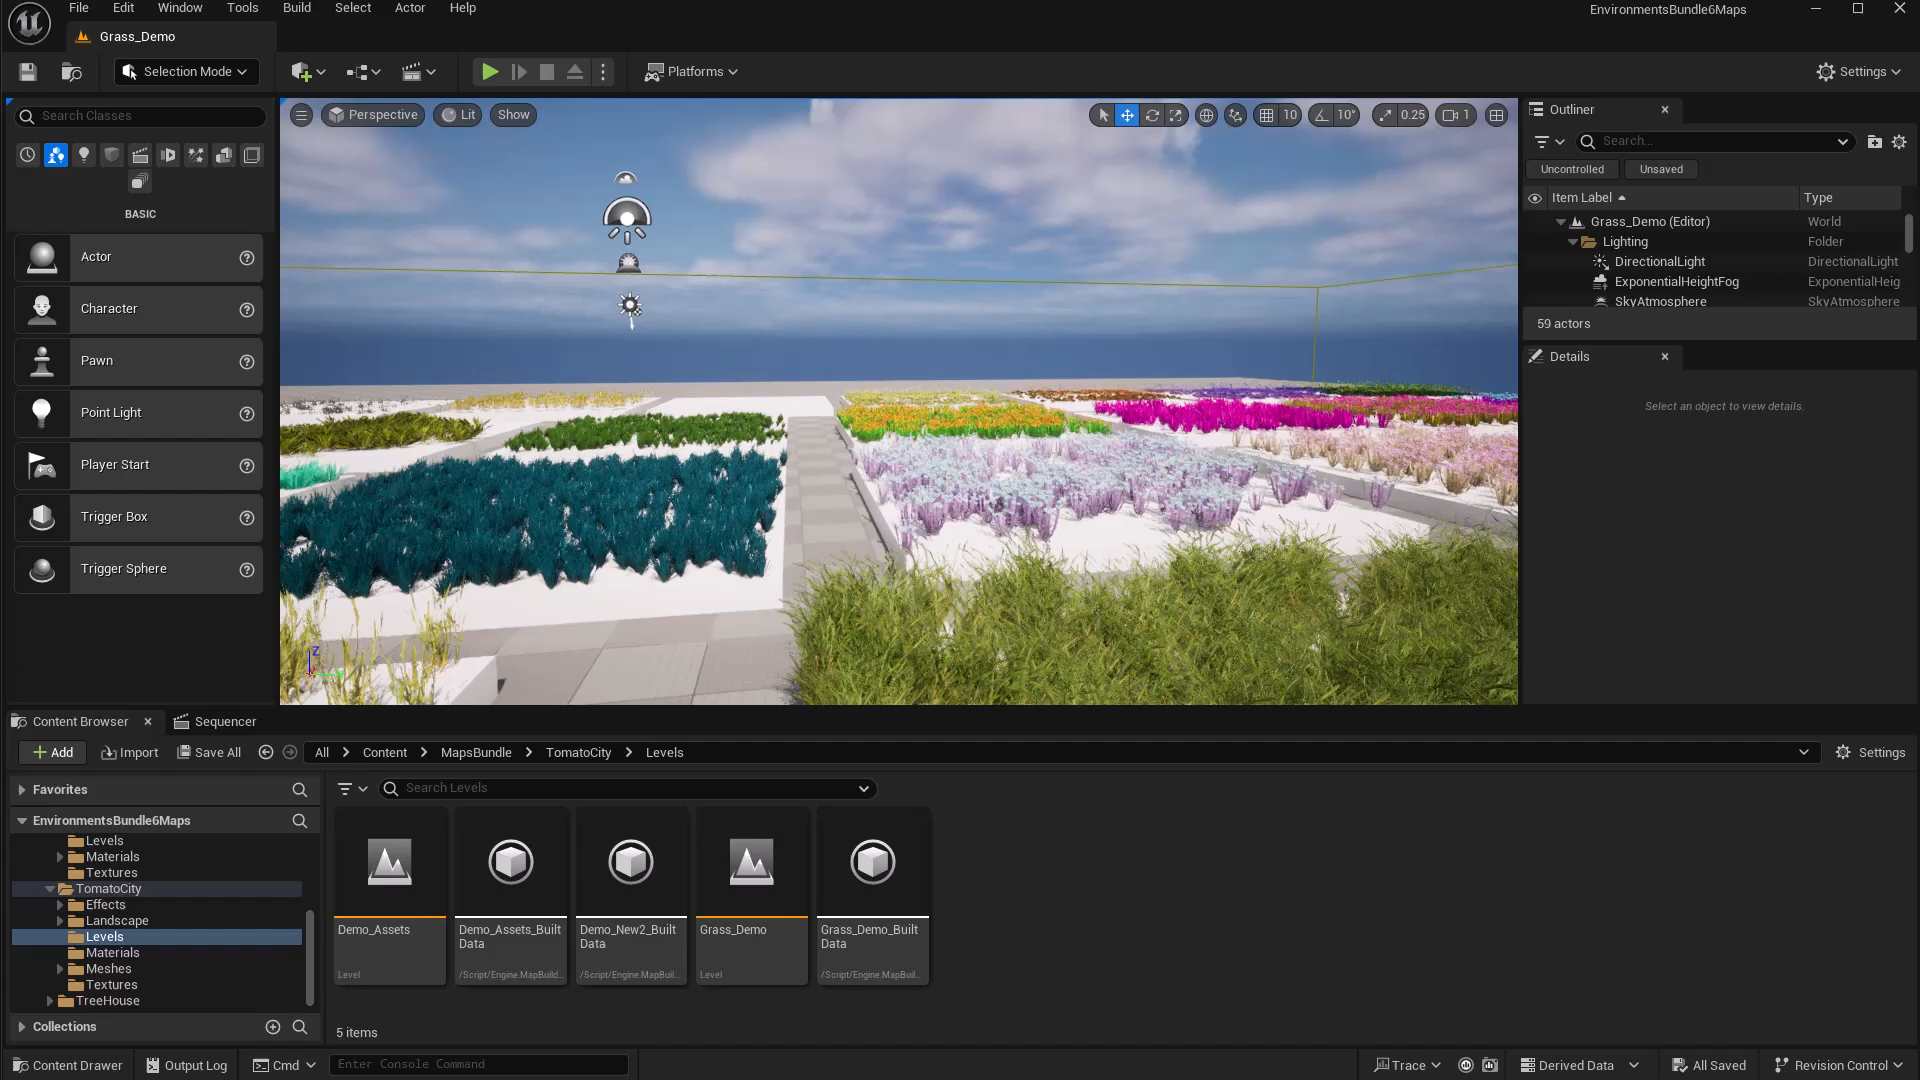 File Edit Window Tools Build Select Actor Help
EnvironmentsBundle6Maps
Grass_Demo
Selection Mode
Platforms
Settings
Search Classes
BASIC
Actor
Character
Pawn
Point Light
Player Start
Trigger Box
Trigger Sphere
Perspective Lit Show
10 10° 0.25 1
Z
Outliner
Search...
Uncontrolled Unsaved
Item Label Type
Grass_Demo (Editor) World
Lighting Folder
DirectionalLight DirectionalLight
ExponentialHeightFog ExponentialHeig
SkyAtmosphere SkyAtmosphere
59 actors
Details
Select an object to view details.
Content Browser Sequencer
Add Import Save All All Content MapsBundle TomatoCity Levels Settings
Favorites
EnvironmentsBundle6Maps
Levels
Materials
Textures
TomatoCity
Effects
Landscape
Levels
Materials
Meshes
Textures
TreeHouse
Collections
Search Levels
Demo_Assets
Level
Demo_Assets_Built
Data
/Script/Engine.MapBuild...
Demo_New2_Built
Data
/Script/Engine.MapBuil...
Grass_Demo
Level
Grass_Demo_Built
Data
/Script/Engine.MapBuil...
5 items
Content Drawer Output Log Cmd Enter Console Command Trace Derived Data All Saved Revision Control